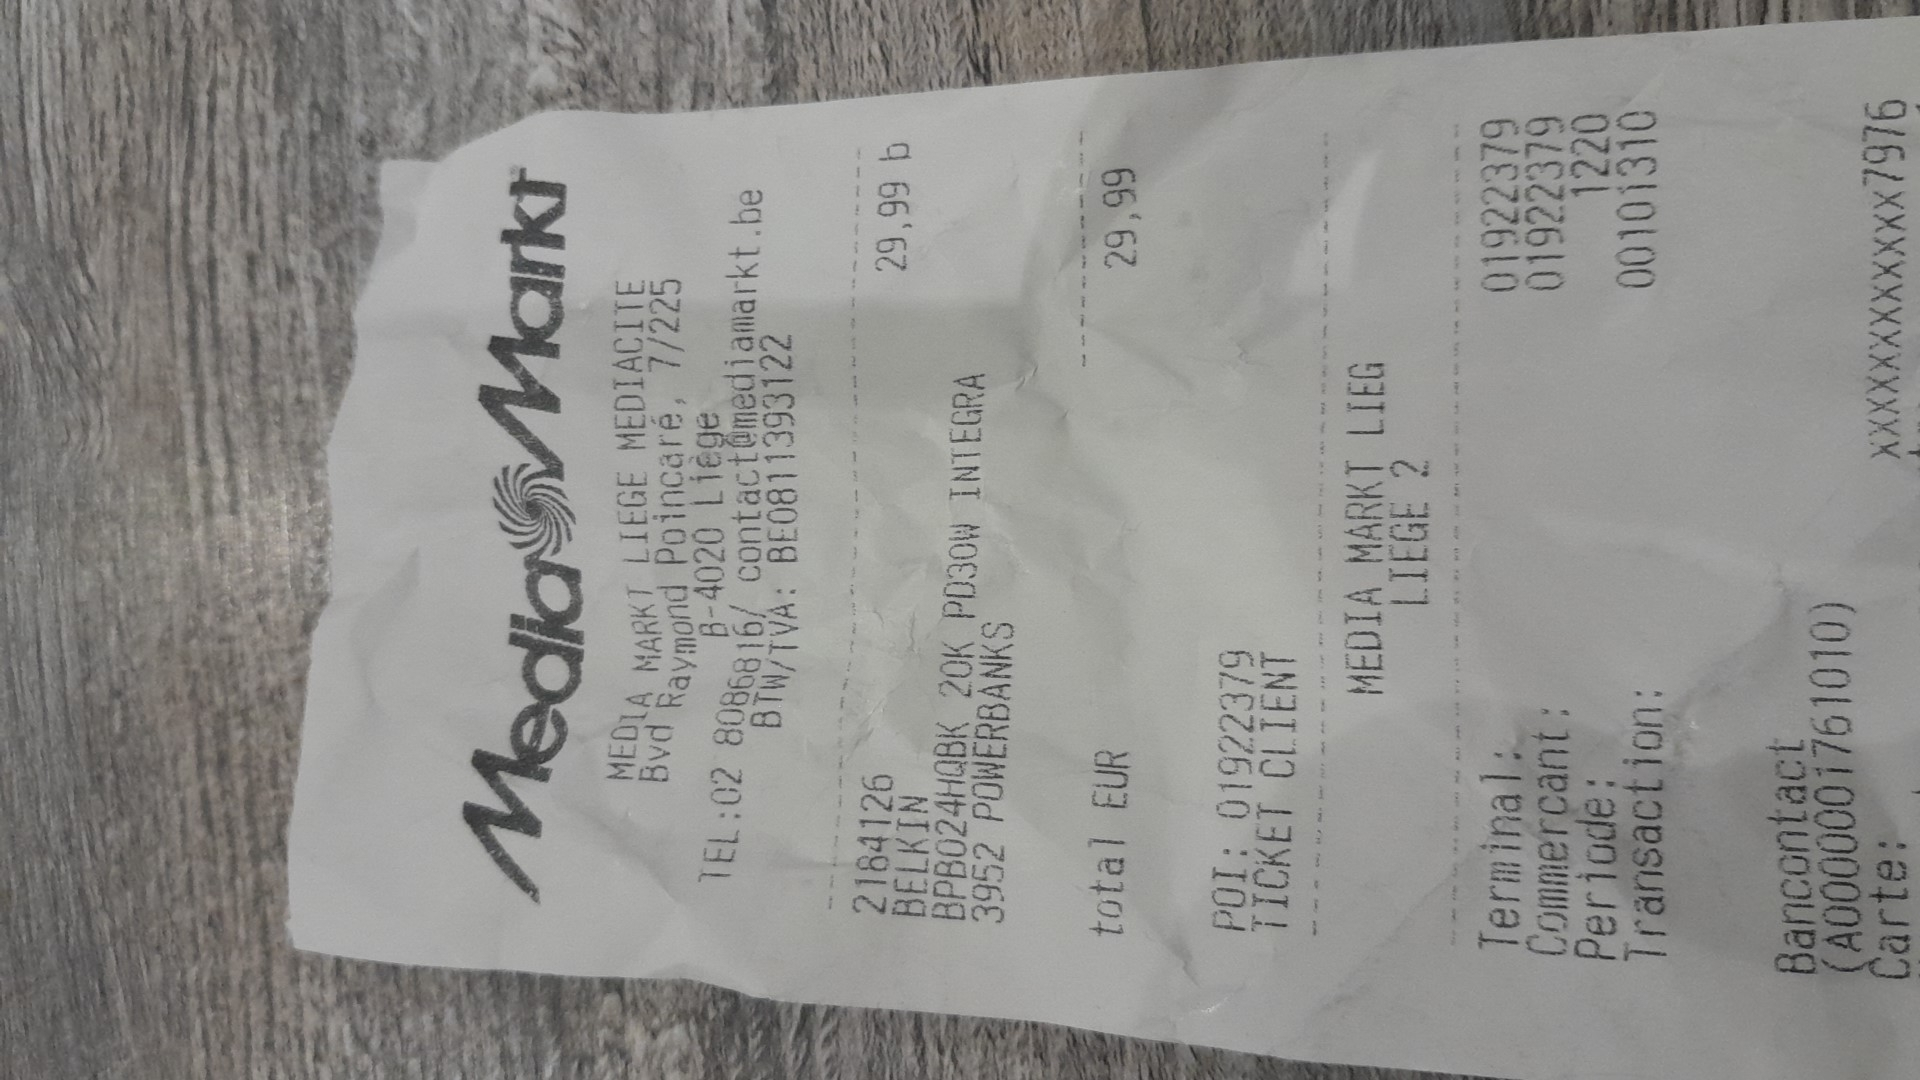 MediaMarkt
MEDIA MARKT LIEGE MEDIACITE
Bvd Raymond Poincaré, 7/225
B-4020 Liège
TEL:02 8086816/ contact@mediamarkt.be
BTW/TVA: BE0811393122
2184126
BELKIN 29,99 b
BPB024HQBK 20K PD30W INTEGRA
3952 POWERBANKS
total EUR 29,99
POI: 01922379
TICKET CLIENT
MEDIA MARKT LIEG
LIEGE 2
Terminal: 01922379
Commercant: 01922379
Periode: 1220
Transaction: 00101310
Bancontact
(A0000001761010)
Carte: xxxxxxxxxxxxx7976